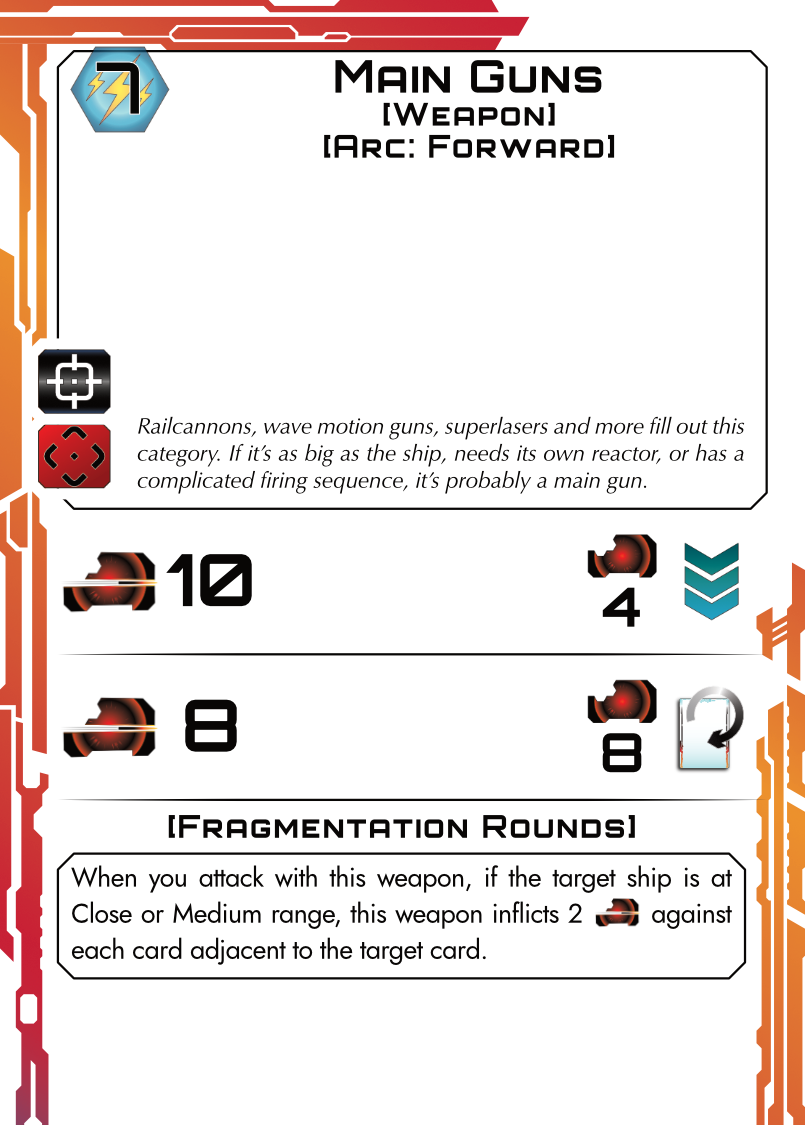 7
Main Guns
[Weapon]
[Arc: Forward]
Railcannons, wave motion guns, superlasers and more fill out this
category. If it's as big as the ship, needs its own reactor, or has a
complicated firing sequence, it's probably a main gun.
10
4
8
8
[Fragmentation Rounds]
When you attack with this weapon, if the target ship is at
Close or Medium range, this weapon inflicts 2 against
each card adjacent to the target card.